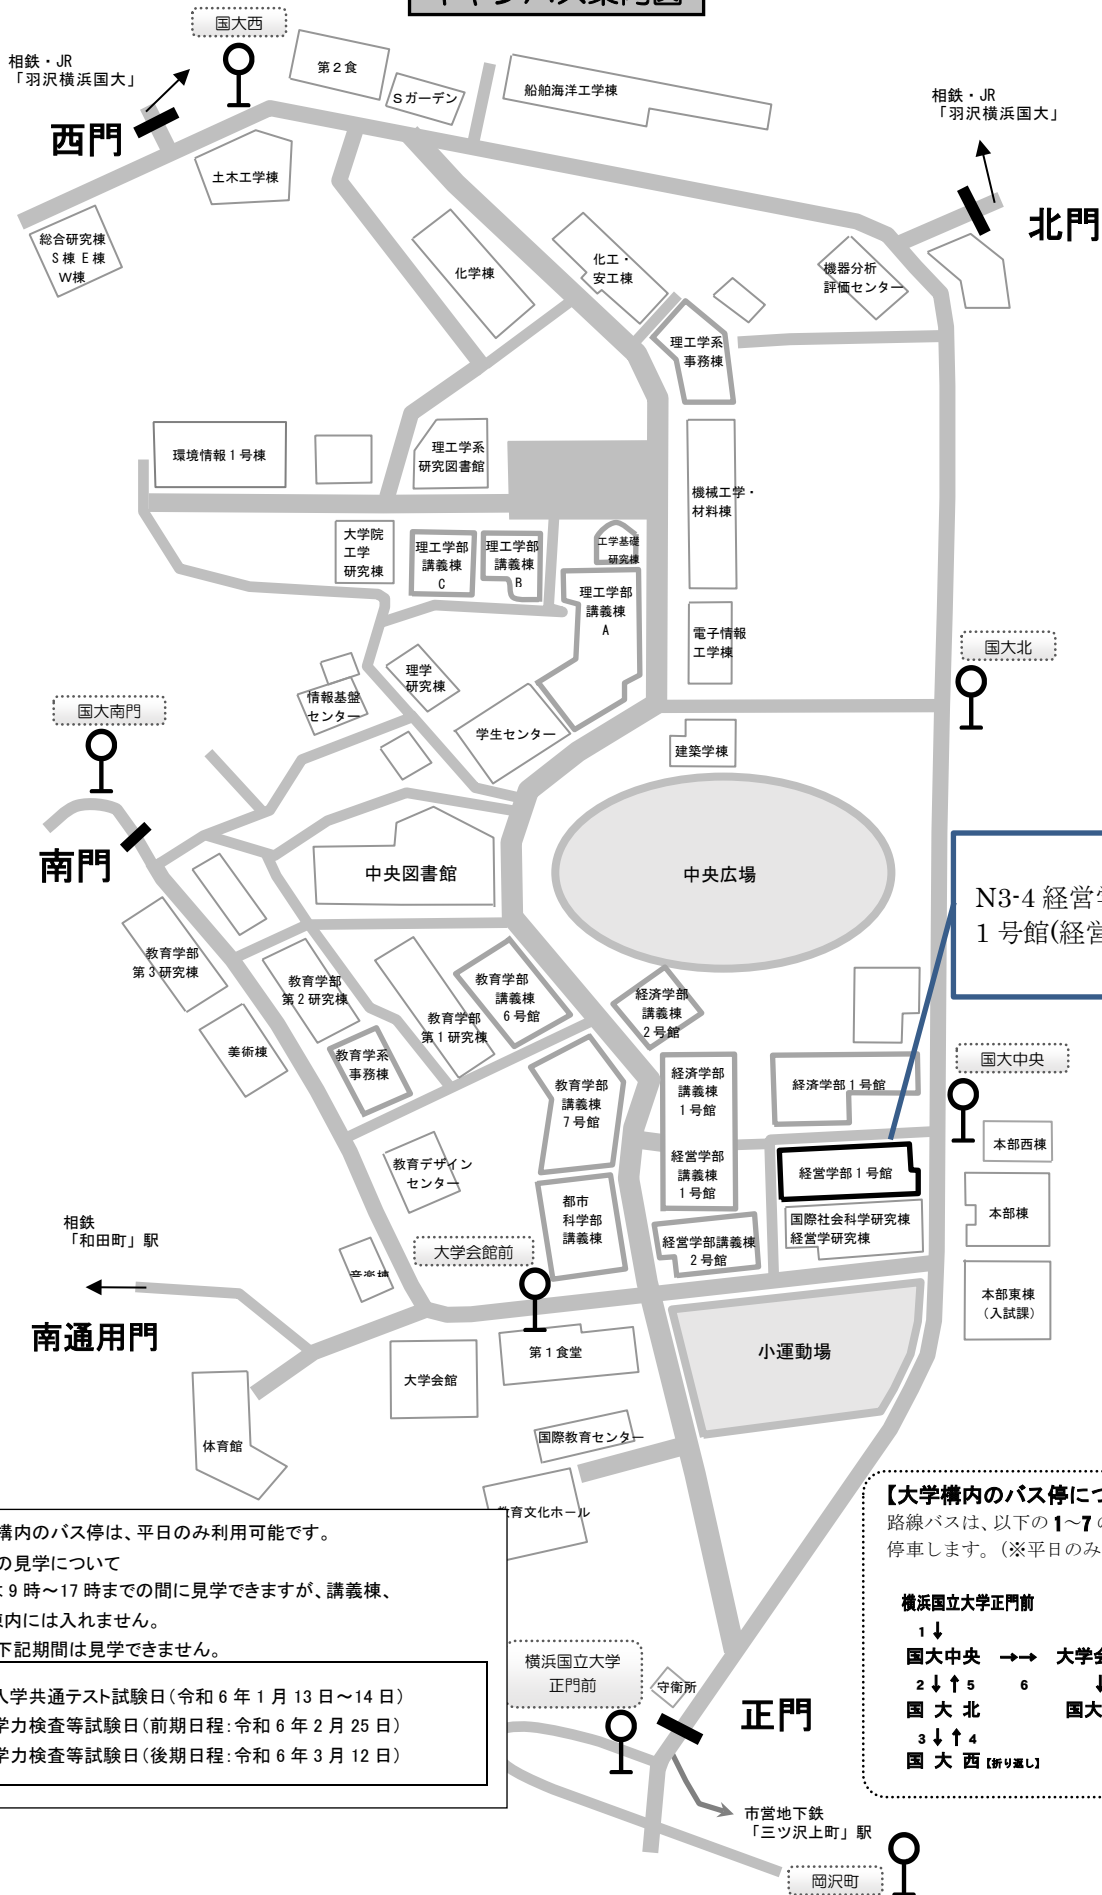 キャンパス案内図
国大西
相鉄・JR
「羽沢横浜国大」
西門
第２食
Ｓガーデン
船舶海洋工学棟
相鉄・JR
「羽沢横浜国大」
北門
土木工学棟
総合研究棟
Ｓ棟 Ｅ棟
Ｗ棟
化学棟
化工・
安工棟
機器分析
評価センター
理工学系
事務棟
環境情報１号棟
理工学系
研究図書館
機械工学・
材料棟
大学院
工学
研究棟
理工学部
講義棟
C
理工学部
講義棟
B
工学基礎
研究棟
理工学部
講義棟
A
電子情報
工学棟
国大北
理学
研究棟
情報基盤
センター
学生センター
建築学棟
国大南門
南門
中央図書館
中央広場
N3-4 経営学
1 号館(経営
教育学部
第3研究棟
教育学部
第2研究棟
教育学部
第1研究棟
教育学部
講義棟
6号館
経済学部
講義棟
2号館
美術棟
教育学系
事務棟
教育学部
講義棟
7号館
経済学部
講義棟
1号館
経済学部1号館
国大中央
本部西棟
教育デザイン
センター
経営学部
講義棟
1号館
経営学部1号館
都市
科学部
講義棟
国際社会科学研究棟
経営学研究棟
本部棟
相鉄
「和田町」駅
大学会館前
経営学部講義棟
2号館
音楽棟
本部東棟
（入試課）
南通用門
第１食堂
小運動場
大学会館
体育館
国際教育センター
教育文化ホール
構内のバス停は、平日のみ利用可能です。
の見学について
は9時～17時までの間に見学できますが、講義棟、
棟内には入れません。
下記期間は見学できません。
入学共通テスト試験日（令和6年1月13日～14日）
学力検査等試験日（前期日程：令和6年2月25日）
学力検査等試験日（後期日程：令和6年3月12日）
【大学構内のバス停につ
路線バスは、以下の1～7の
停車します。（※平日のみ
横浜国立大学正門前
1 ↓
国大中央 →→ 大学会
2 ↓ ↑ 5 6 ↓
国 大 北 国大
3 ↓ ↑ 4
国 大 西【折り返し】
横浜国立大学
正門前
守衛所
正門
市営地下鉄
「三ツ沢上町」駅
岡沢町